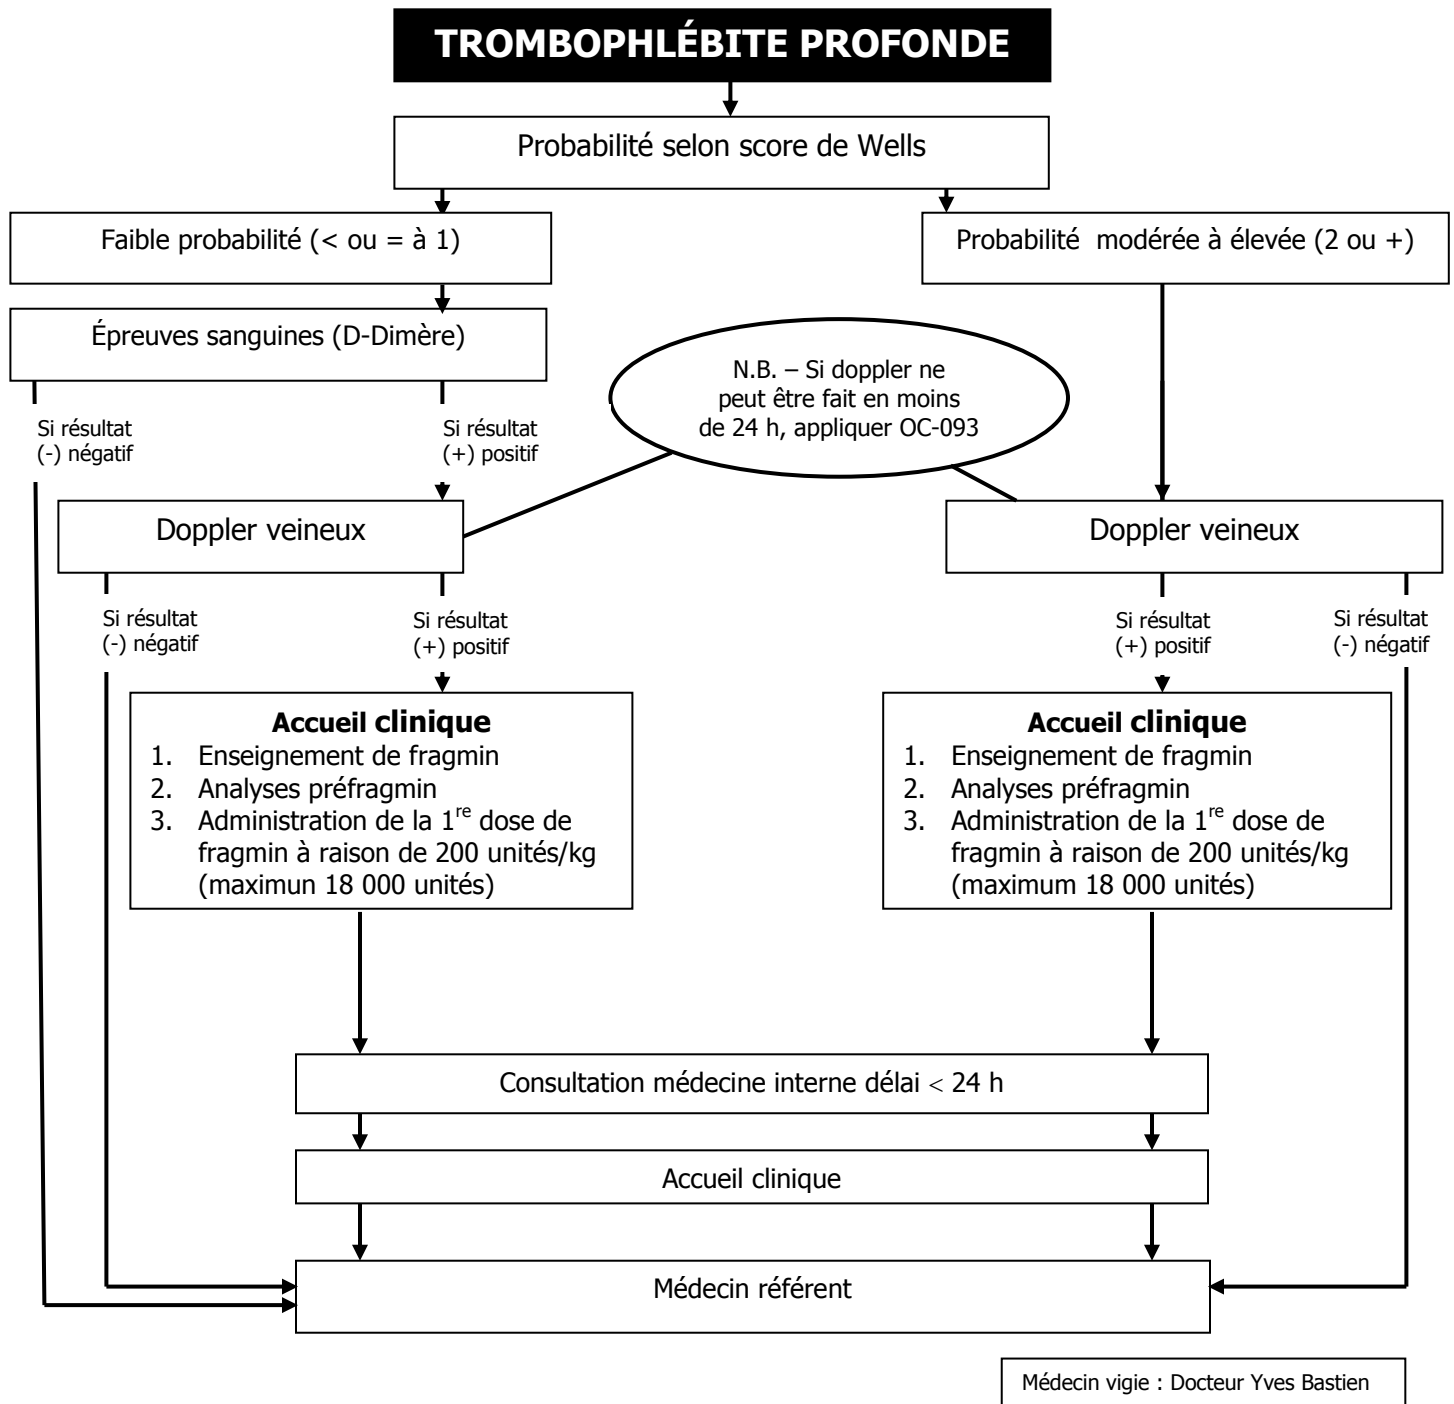 TROMBOPHLÉBITE PROFONDE
Probabilité selon score de Wells
Faible probabilité (< ou = à 1)
Probabilité modérée à élevée (2 ou +)
Épreuves sanguines (D-Dimère)
N.B. – Si doppler ne
peut être fait en moins
de 24 h, appliquer OC-093
Si résultat
(-) négatif
Si résultat
(+) positif
Doppler veineux
Doppler veineux
Si résultat
(-) négatif
Si résultat
(+) positif
Si résultat
(+) positif
Si résultat
(-) négatif
Accueil clinique
1. Enseignement de fragmin
2. Analyses préfragmin
3. Administration de la 1re dose de
fragmin à raison de 200 unités/kg
(maximun 18 000 unités)
Accueil clinique
1. Enseignement de fragmin
2. Analyses préfragmin
3. Administration de la 1re dose de
fragmin à raison de 200 unités/kg
(maximum 18 000 unités)
Consultation médecine interne délai < 24 h
Accueil clinique
Médecin référent
Médecin vigie : Docteur Yves Bastien